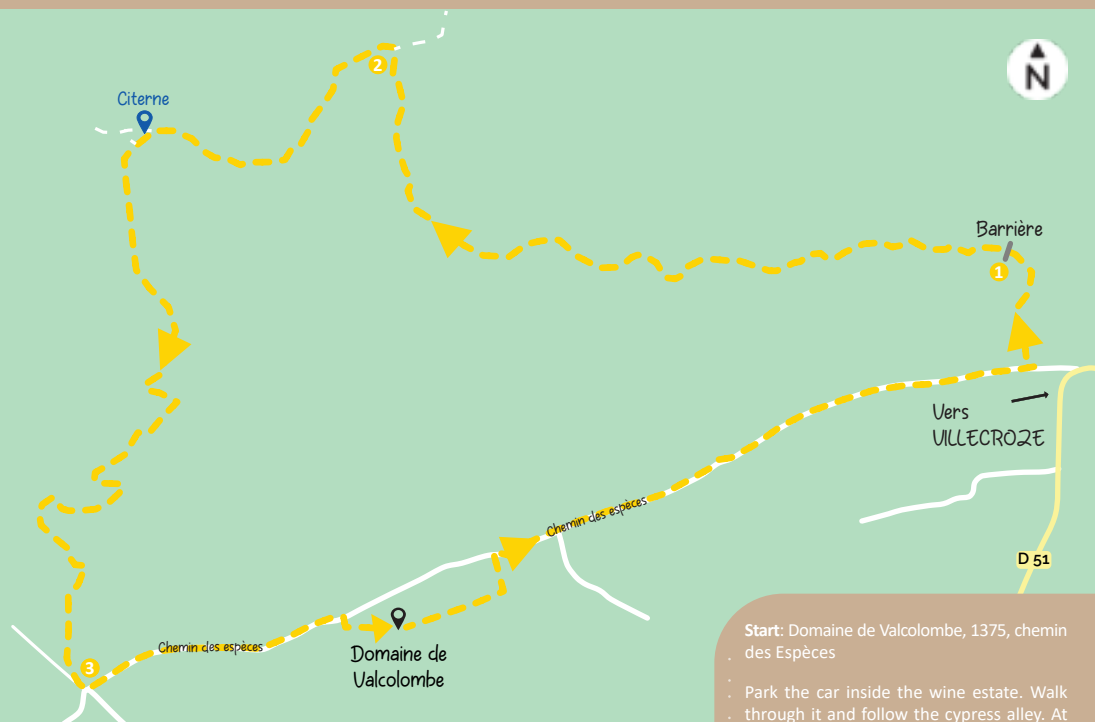 N
2
Citerne
Barrière
1
Vers
VILLECROZE
Chemin des espèces
D 51
Chemin des espèces
Domaine de
Valcolombe
3
Start: Domaine de Valcolombe, 1375, chemin
des Espèces
Park the car inside the wine estate. Walk
through it and follow the cypress alley. At